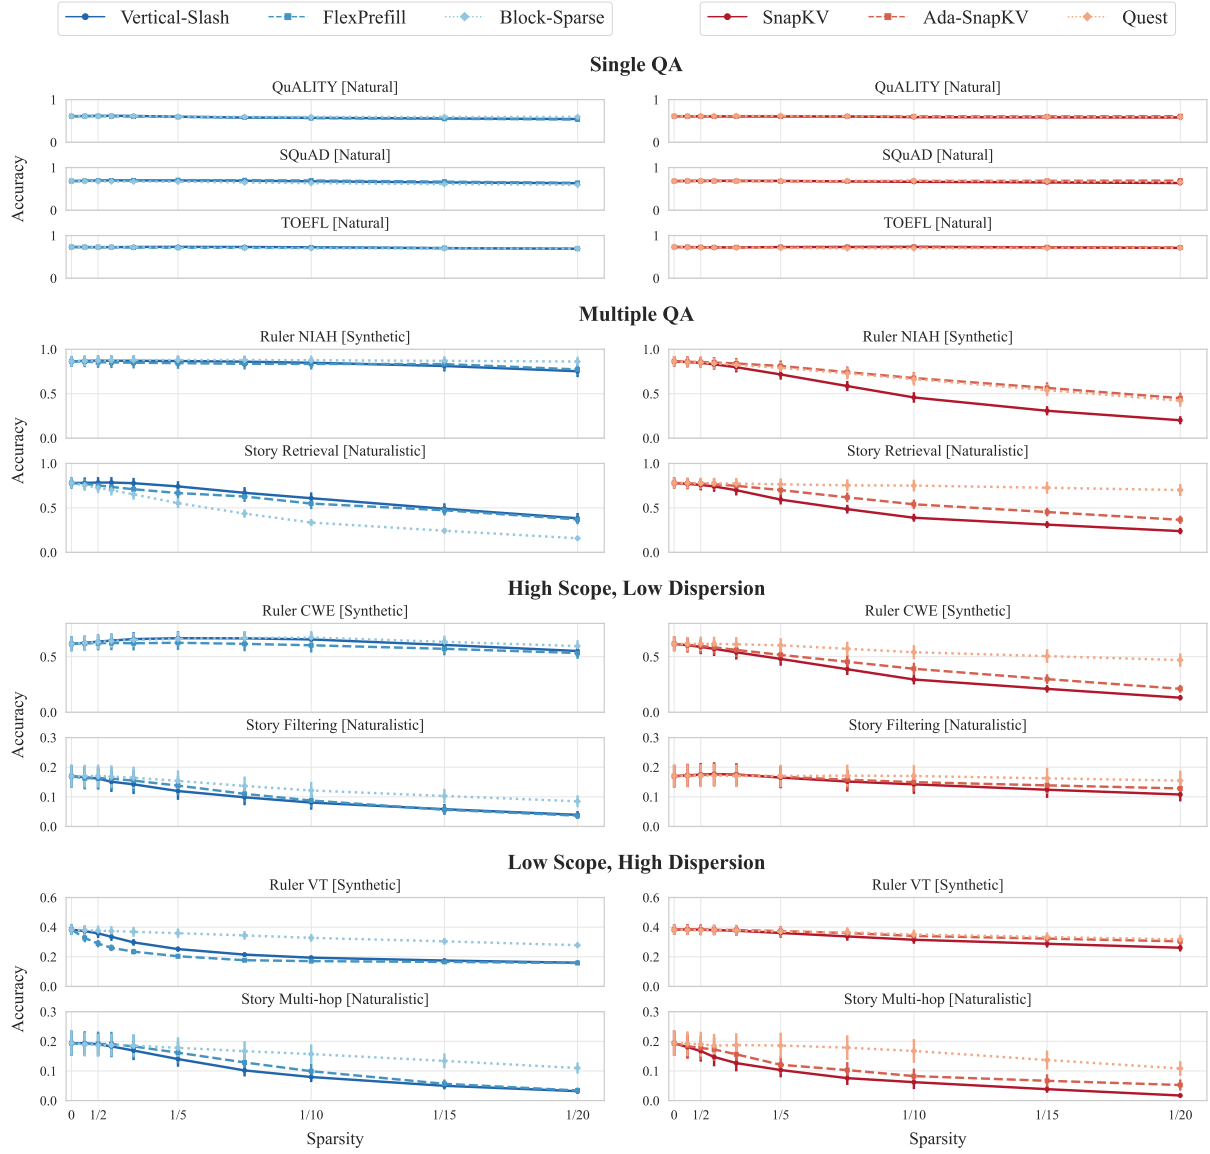 Vertical-Slash FlexPrefill Block-Sparse SnapKV Ada-SnapKV Quest
Single QA
QuALITY [Natural] QuALITY [Natural]
1 1
0 0
SQuAD [Natural] SQuAD [Natural]
1 1
Accuracy
0 0
TOEFL [Natural] TOEFL [Natural]
1 1
0 0
Multiple QA
Ruler NIAH [Synthetic] Ruler NIAH [Synthetic]
1.0 1.0
0.5 0.5
0.0 0.0
Accuracy
Story Retrieval [Naturalistic] Story Retrieval [Naturalistic]
1.0 1.0
0.5 0.5
0.0 0.0
High Scope, Low Dispersion
Ruler CWE [Synthetic] Ruler CWE [Synthetic]
0.5 0.5
0.0 0.0
Accuracy
Story Filtering [Naturalistic] Story Filtering [Naturalistic]
0.3 0.3
0.2 0.2
0.1 0.1
0.0 0.0
Low Scope, High Dispersion
Ruler VT [Synthetic] Ruler VT [Synthetic]
0.6 0.6
0.4 0.4
0.2 0.2
0.0 0.0
Accuracy
Story Multi-hop [Naturalistic] Story Multi-hop [Naturalistic]
0.3 0.3
0.2 0.2
0.1 0.1
0.0 0.0
0 1/2 1/5 1/10 1/15 1/20 0 1/2 1/5 1/10 1/15 1/20
Sparsity Sparsity